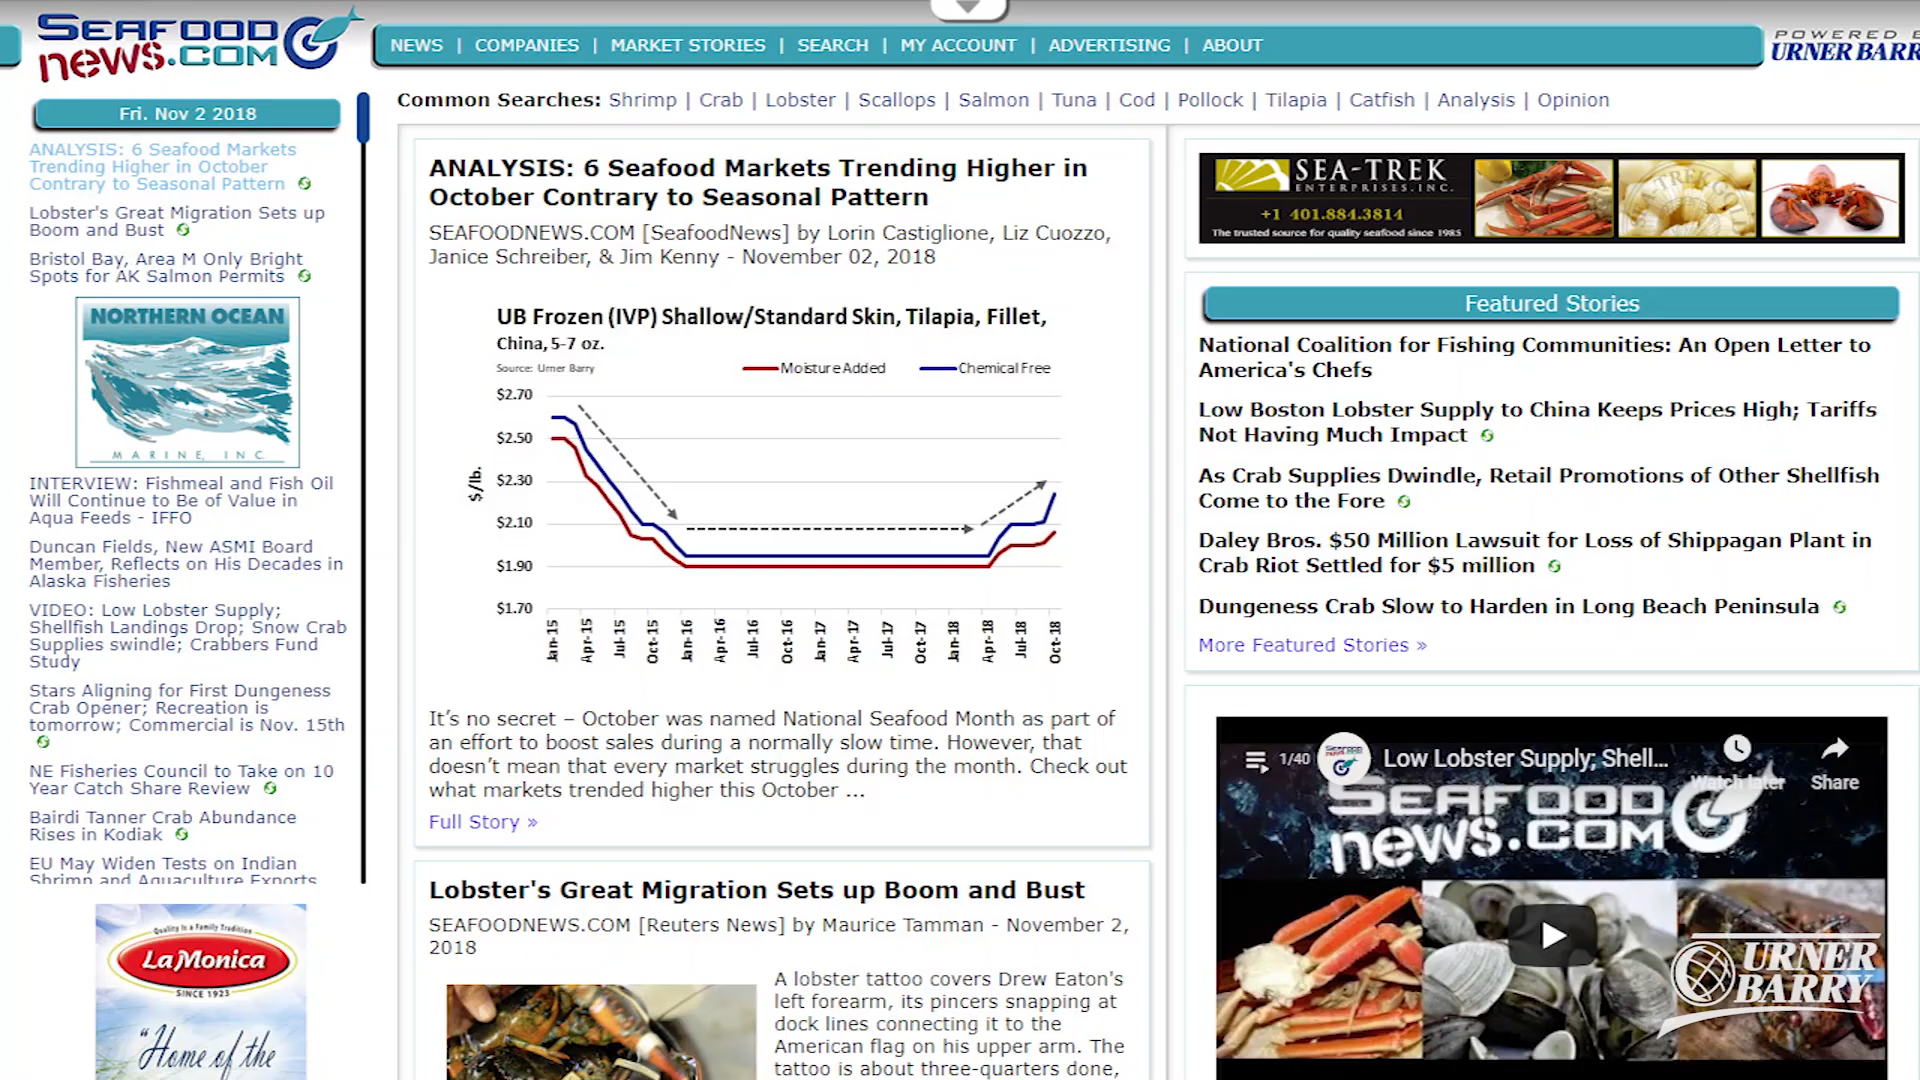 SEAFOOD
news.COM
NEWS | COMPANIES | MARKET STORIES | SEARCH | MY ACCOUNT | ADVERTISING | ABOUT
POWERED
URNER BARR
Fri. Nov 2 2018
ANALYSIS: 6 Seafood Markets
Trending Higher in October
Contrary to Seasonal Pattern
Lobster's Great Migration Sets up
Boom and Bust
Bristol Bay, Area M Only Bright
Spots for AK Salmon Permits
NORTHERN OCEAN
MARINE, INC.
INTERVIEW: Fishmeal and Fish Oil
Will Continue to Be of Value in
Aqua Feeds - IFFO
Duncan Fields, New ASMI Board
Member, Reflects on His Decades in
Alaska Fisheries
VIDEO: Low Lobster Supply;
Shellfish Landings Drop; Snow Crab
Supplies swindle; Crabbers Fund
Study
Stars Aligning for First Dungeness
Crab Opener; Recreation is
tomorrow; Commercial is Nov. 15th
NE Fisheries Council to Take on 10
Year Catch Share Review
Bairdi Tanner Crab Abundance
Rises in Kodiak
EU May Widen Tests on Indian
Shrimp and Aquaculture Exports
Quality Is a Family Tradition
LaMonica
SINCE 1923
"Home of the
Common Searches: Shrimp | Crab | Lobster | Scallops | Salmon | Tuna | Cod | Pollock | Tilapia | Catfish | Analysis | Opinion
ANALYSIS: 6 Seafood Markets Trending Higher in
October Contrary to Seasonal Pattern
SEAFOODNEWS.COM [SeafoodNews] by Lorin Castiglione, Liz Cuozzo,
Janice Schreiber, & Jim Kenny - November 02, 2018
UB Frozen (IVP) Shallow/Standard Skin, Tilapia, Fillet,
China, 5-7 oz.
Source: Urner Barry
Moisture Added
Chemical Free
$2.70
$2.50
$2.30
$2.10
$1.90
$1.70
$/lb.
Jan-15
Apr-15
Jul-15
Oct-15
Jan-16
Apr-16
Jul-16
Oct-16
Jan-17
Apr-17
Jul-17
Oct-17
Jan-18
Apr-18
Jul-18
Oct-18
It's no secret – October was named National Seafood Month as part of
an effort to boost sales during a normally slow time. However, that
doesn't mean that every market struggles during the month. Check out
what markets trended higher this October ...
Full Story »
Lobster's Great Migration Sets up Boom and Bust
SEAFOODNEWS.COM [Reuters News] by Maurice Tamman - November 2,
2018
A lobster tattoo covers Drew Eaton's
left forearm, its pincers snapping at
dock lines connecting it to the
American flag on his upper arm. The
tattoo is about three-quarters done,
SEA-TREK
ENTERPRISES.INC.
+1 401.884.3814
The trusted source for quality seafood since 1985
Featured Stories
National Coalition for Fishing Communities: An Open Letter to
America's Chefs
Low Boston Lobster Supply to China Keeps Prices High; Tariffs
Not Having Much Impact
As Crab Supplies Dwindle, Retail Promotions of Other Shellfish
Come to the Fore
Daley Bros. $50 Million Lawsuit for Loss of Shippagan Plant in
Crab Riot Settled for $5 million
Dungeness Crab Slow to Harden in Long Beach Peninsula
More Featured Stories »
1/40
Low Lobster Supply; Shell...
Watch later
Share
SEAFOOD
news.COM
URNER
BARRY